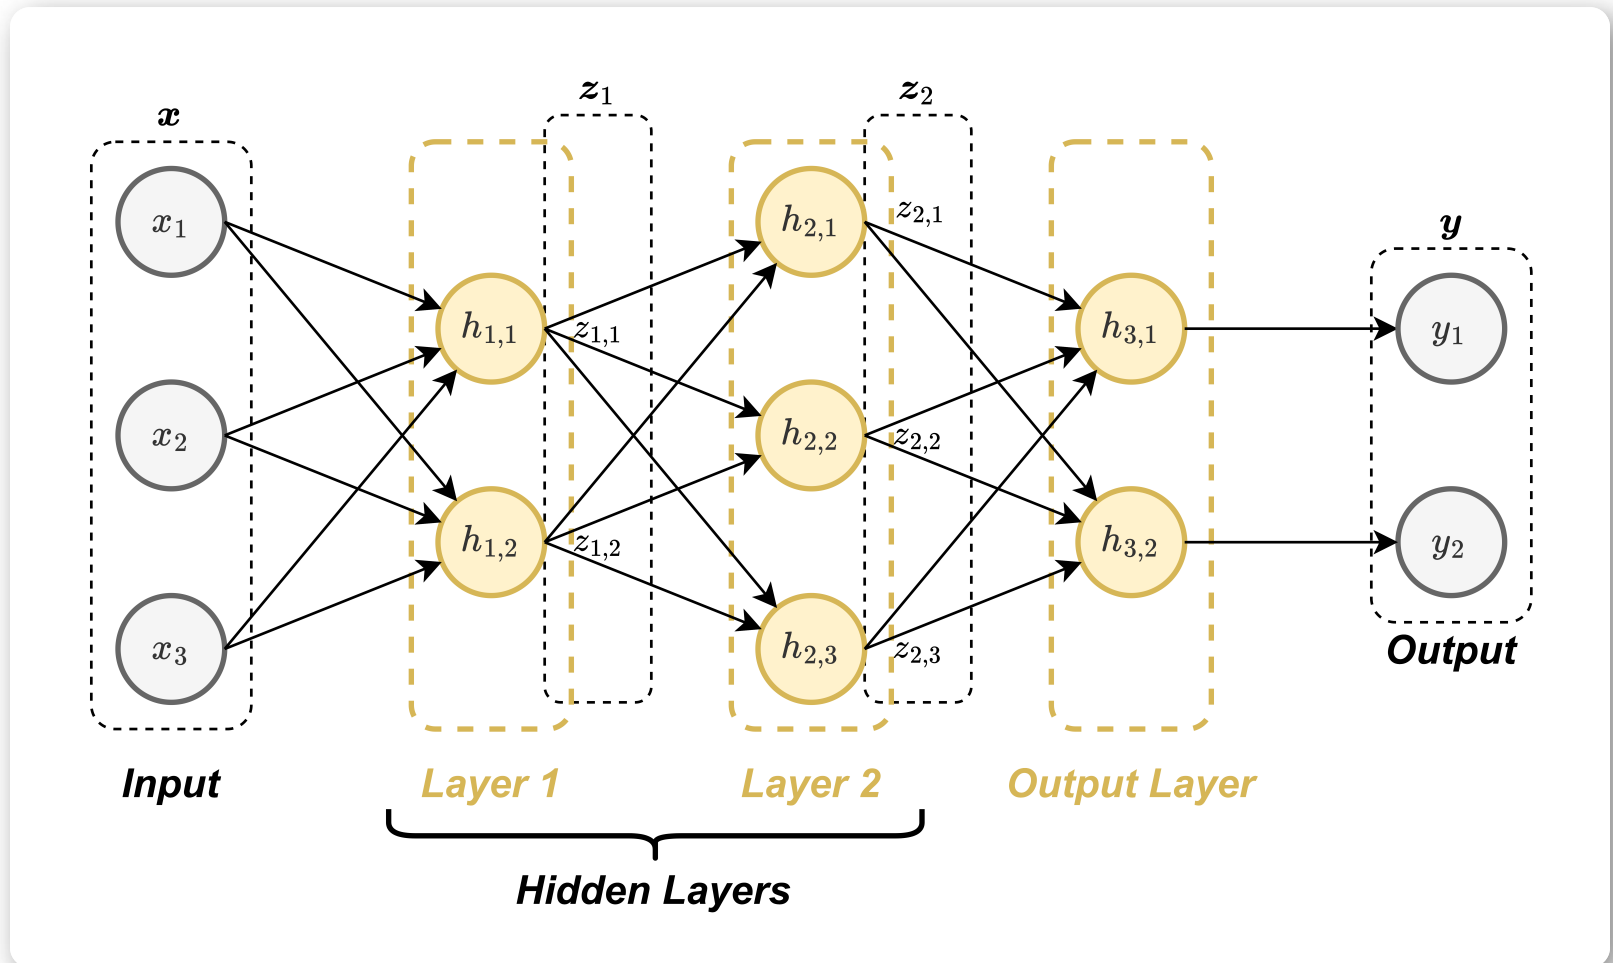 x
z₁
z₂
y
x₁
x₂
x₃
h₁,₁
h₁,₂
z₁,₁
z₁,₂
h₂,₁
h₂,₂
h₂,₃
z₂,₁
z₂,₂
z₂,₃
h₃,₁
h₃,₂
y₁
y₂
Output
Input
Layer 1
Layer 2
Output Layer
Hidden Layers